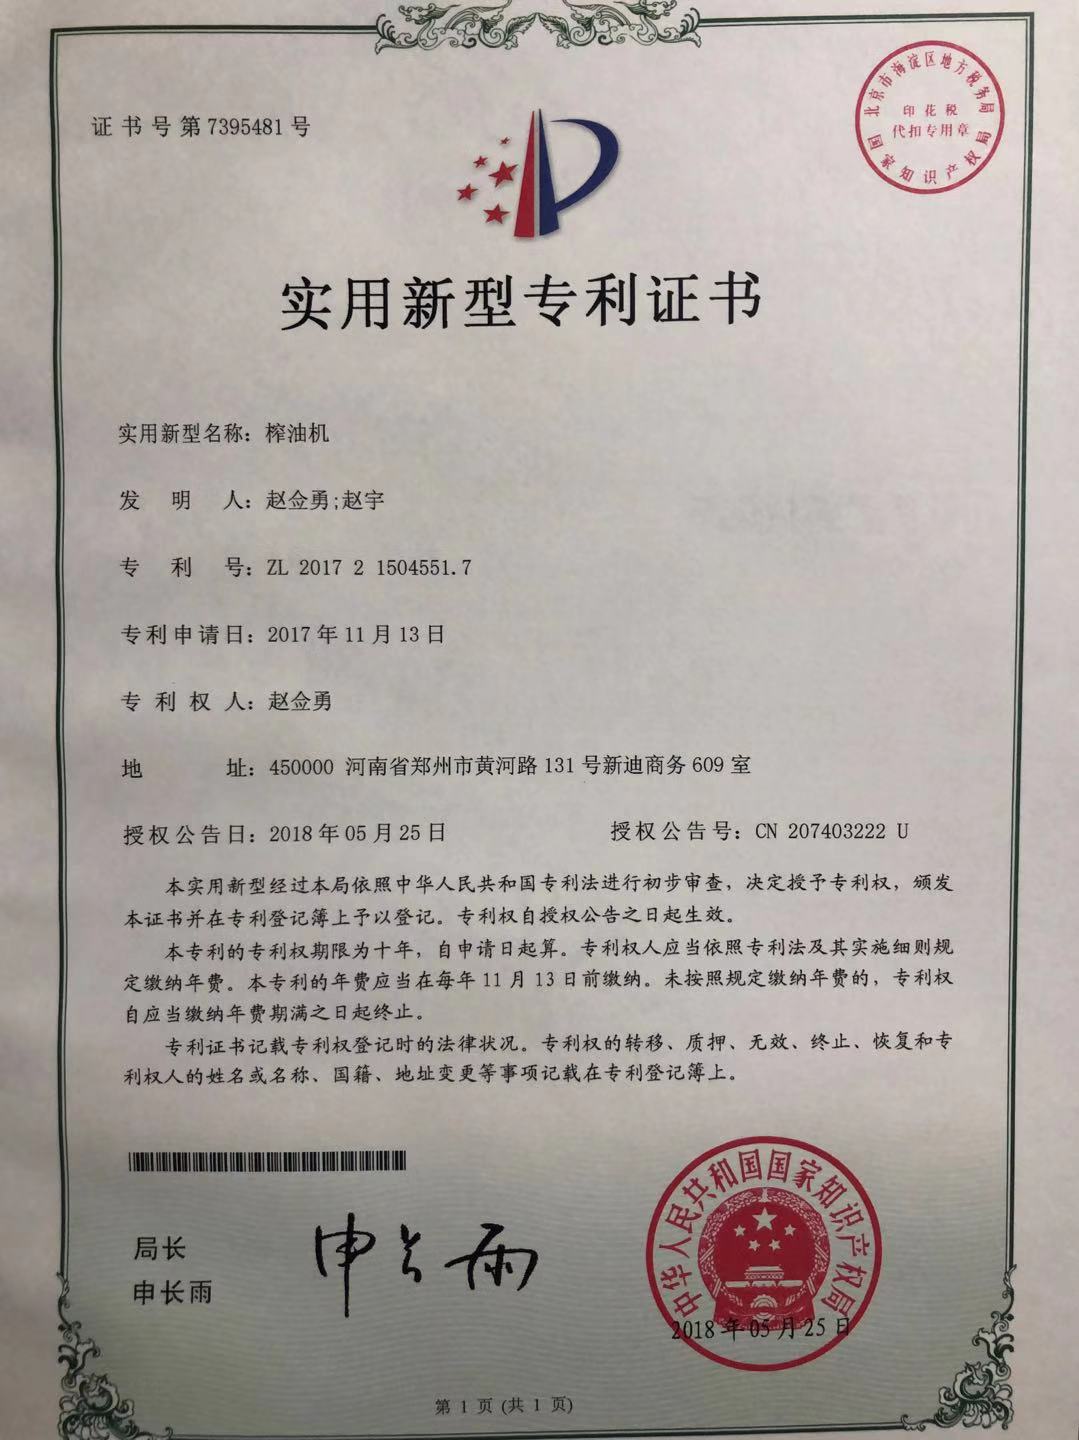 证书号第7395481号
北京市海淀区地方税务局
印花税
代扣专用章
国家知识产权局
实用新型专利证书
实用新型名称：榨油机
发明人：赵佥勇;赵宇
专利号：ZL 2017 2 1504551.7
专利申请日：2017年11月13日
专利权人：赵佥勇
地址：450000 河南省郑州市黄河路131号新迪商务609室
授权公告日：2018年05月25日 授权公告号：CN 207403222 U
本实用新型经过本局依照中华人民共和国专利法进行初步审查，决定授予专利权，颁发
本证书并在专利登记簿上予以登记。专利权自授权公告之日起生效。
本专利的专利权期限为十年，自申请日起算。专利权人应当依照专利法及其实施细则规
定缴纳年费。本专利的年费应当在每年11月13日前缴纳。未按照规定缴纳年费的，专利权
自应当缴纳年费期满之日起终止。
专利证书记载专利权登记时的法律状况。专利权的转移、质押、无效、终止、恢复和专
利权人的姓名或名称、国籍、地址变更等事项记载在专利登记簿上。
局长
申长雨
申长雨
中华人民共和国国家知识产权局
2018年05月25日
第1页(共1页)